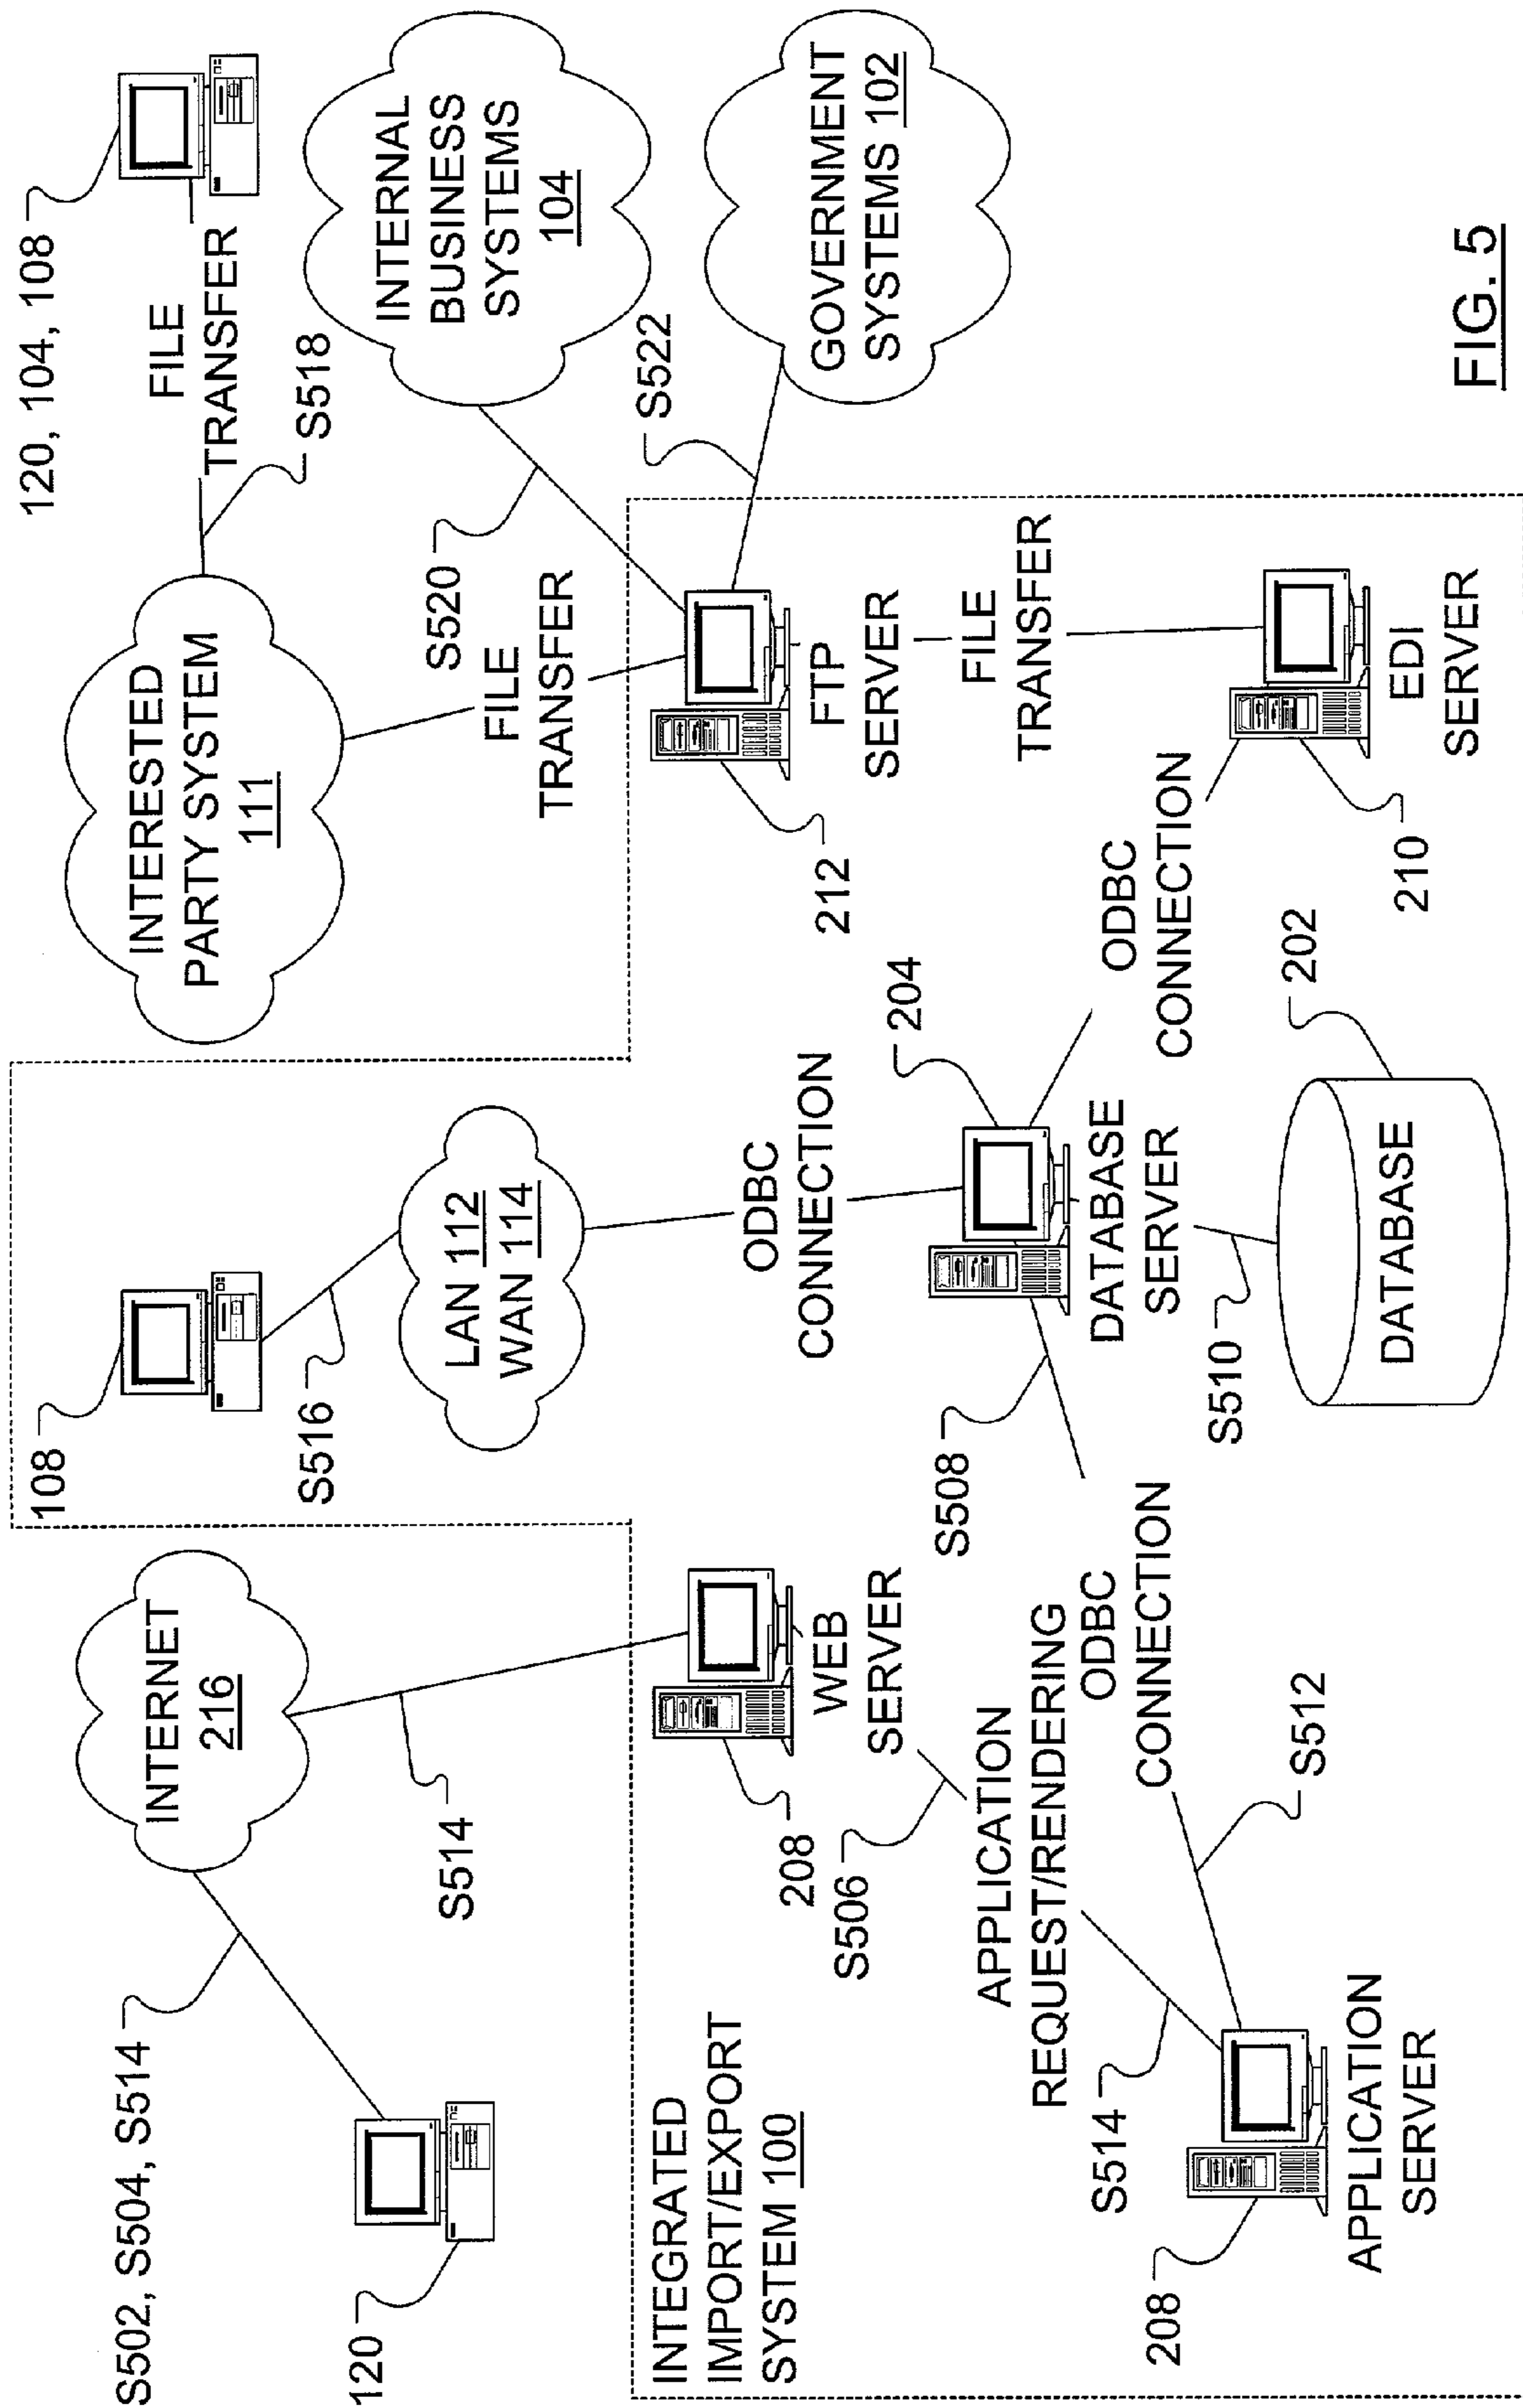 S502, S504, S514
120
INTERNET
216
S514
108
S516
LAN 112
WAN 114
INTERESTED
PARTY SYSTEM
111
120, 104, 108
FILE
TRANSFER
S518
INTERNAL
BUSINESS
SYSTEMS
104
S520
FILE
TRANSFER
S522
GOVERNMENT
SYSTEMS 102
INTEGRATED
IMPORT/EXPORT
SYSTEM 100
208
WEB
SERVER
S506
APPLICATION
REQUEST/RENDERING
S514
208
APPLICATION
SERVER
ODBC
CONNECTION
S512
S508
ODBC
CONNECTION
204
DATABASE
SERVER
S510
DATABASE
202
ODBC
CONNECTION
212
FTP
SERVER
FILE
TRANSFER
210
EDI
SERVER
FIG. 5